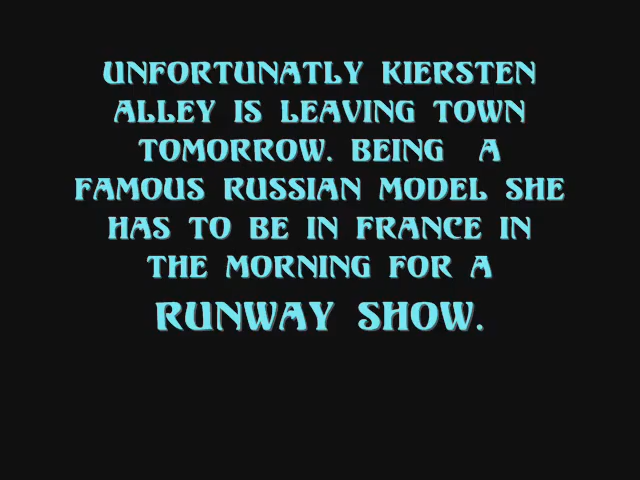 UNFORTUNATLY KIERSTEN
ALLEY IS LEAVING TOWN
TOMORROW. BEING A
FAMOUS RUSSIAN MODEL SHE
HAS TO BE IN FRANCE IN
THE MORNING FOR A
RUNWAY SHOW.